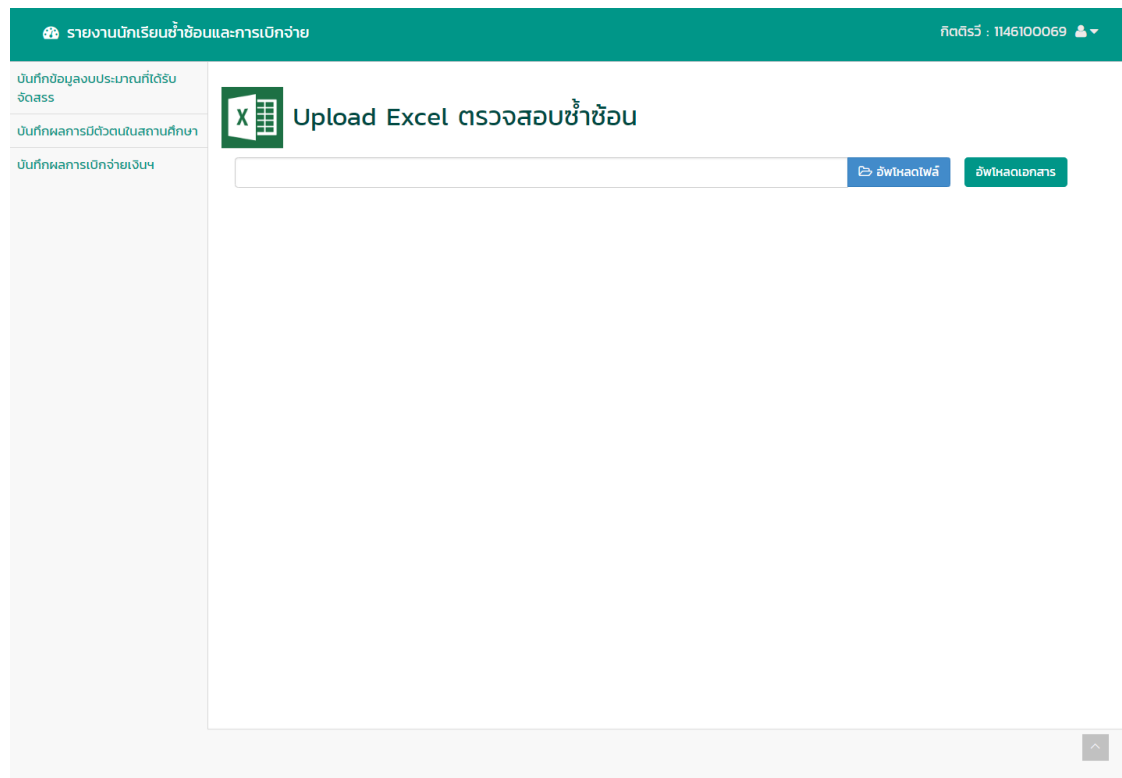 รายงานนักเรียนซ้ำซ้อนและการเบิกจ่าย
กิตติรวี : 1146100069
บันทึกข้อมูลงบประมาณที่ได้รับ
จัดสรร
บันทึกผลการมีตัวตนในสถานศึกษา
บันทึกผลการเบิกจ่ายเงินฯ
Upload Excel ตรวจสอบซ้ำซ้อน
อัพโหลดไฟล์
อัพโหลดเอกสาร